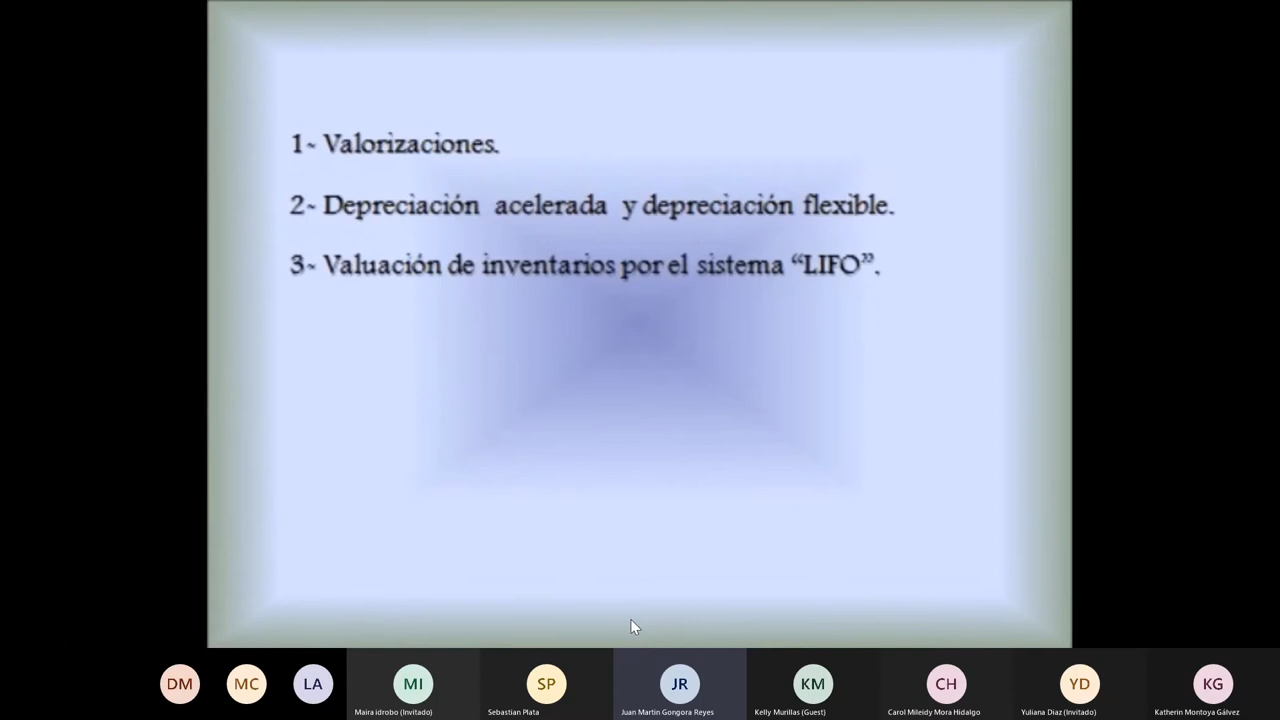 1- Valorizaciones.
2- Depreciación acelerada y depreciación flexible.
3- Valuación de inventarios por el sistema “LIFO”.
DM MC LA MI SP JR KM CH YD KG
Maira idrobo (Invitado) Sebastian Plata Juan Martin Gongora Reyes Kelly Murillas (Guest) Carol Mileidy Mora Hidalgo Yuliana Diaz (Invitado) Katherin Montoya Gálvez